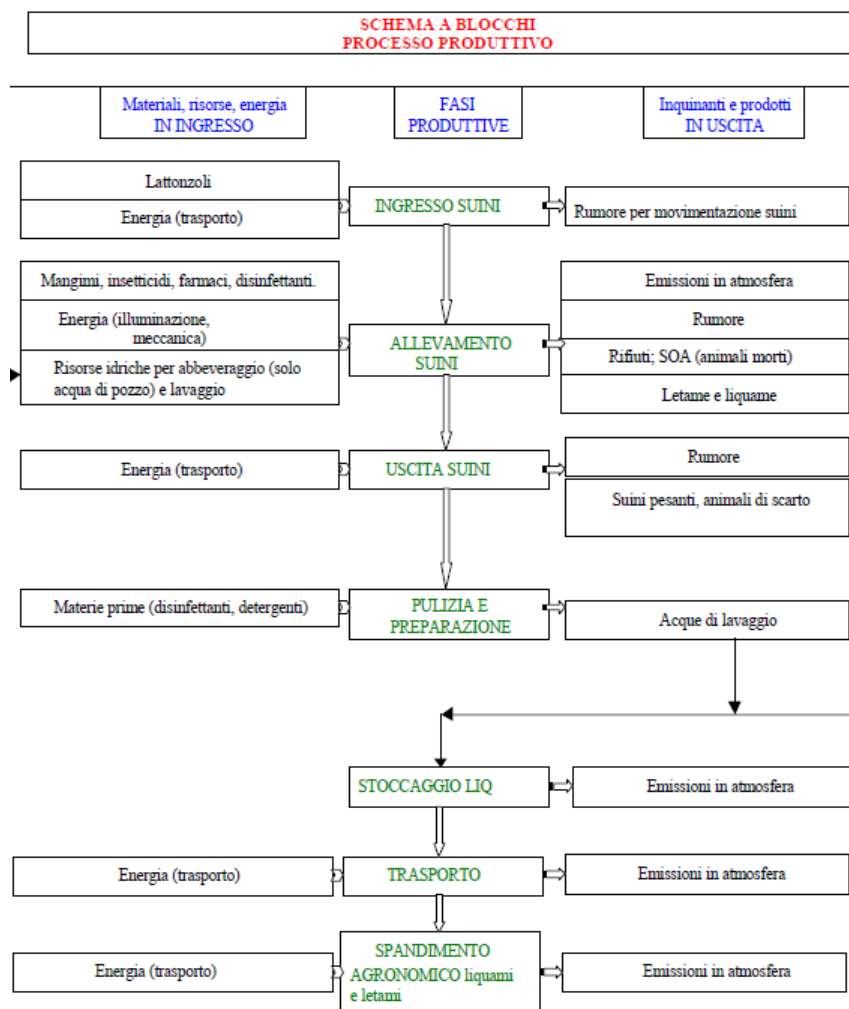 SCHEMA A BLOCCHI
PROCESSO PRODUTTIVO
Materiali, risorse, energia
IN INGRESSO
FASI
PRODUTTIVE
Inquinanti e prodotti
IN USCITA
Lattonzoli
Energia (trasporto)
INGRESSO SUINI
Rumore per movimentazione suini
Mangimi, insetticidi, farmaci, disinfettanti.
Energia (illuminazione,
meccanica)
Risorse idriche per abbeveraggio (solo
acqua di pozzo) e lavaggio
ALLEVAMENTO
SUINI
Emissioni in atmosfera
Rumore
Rifiuti; SOA (animali morti)
Letame e liquame
Energia (trasporto)
USCITA SUINI
Rumore
Suini pesanti, animali di scarto
Materie prime (disinfettanti, detergenti)
PULIZIA E
PREPARAZIONE
Acque di lavaggio
STOCCAGGIO LIQ
Emissioni in atmosfera
Energia (trasporto)
TRASPORTO
Emissioni in atmosfera
Energia (trasporto)
SPANDIMENTO
AGRONOMICO liquami
e letami
Emissioni in atmosfera